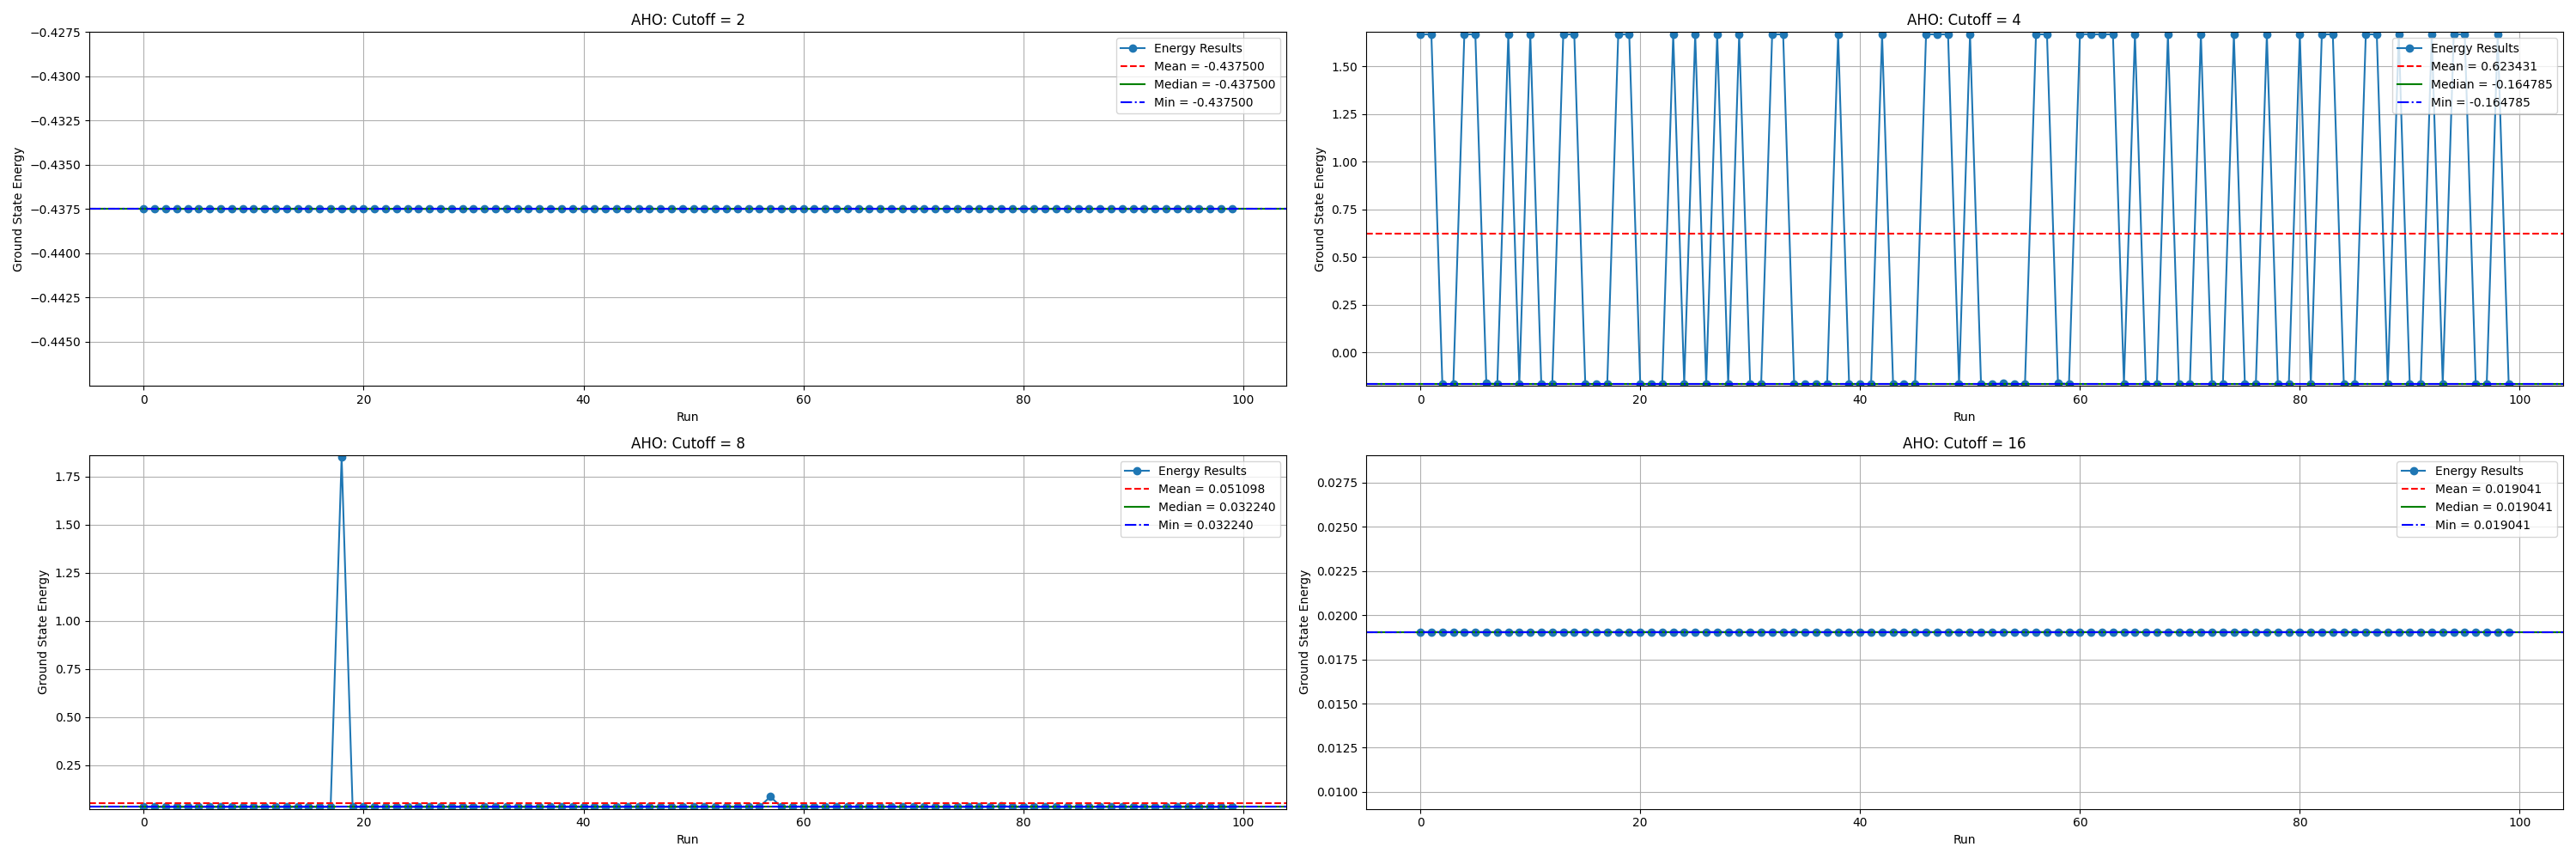 AHO: Cutoff = 2
−0.4275
−0.4300
−0.4325
−0.4350
−0.4375
−0.4400
−0.4425
−0.4450
Ground State Energy
Energy Results
Mean = -0.437500
Median = -0.437500
Min = -0.437500
0 20 40 60 80 100
Run
AHO: Cutoff = 4
1.50
1.25
1.00
0.75
0.50
0.25
0.00
Ground State Energy
Energy Results
Mean = 0.623431
Median = -0.164785
Min = -0.164785
0 20 40 60 80 100
Run
AHO: Cutoff = 8
1.75
1.50
1.25
1.00
0.75
0.50
0.25
Ground State Energy
Energy Results
Mean = 0.051098
Median = 0.032240
Min = 0.032240
0 20 40 60 80 100
Run
AHO: Cutoff = 16
0.0275
0.0250
0.0225
0.0200
0.0175
0.0150
0.0125
0.0100
Ground State Energy
Energy Results
Mean = 0.019041
Median = 0.019041
Min = 0.019041
0 20 40 60 80 100
Run